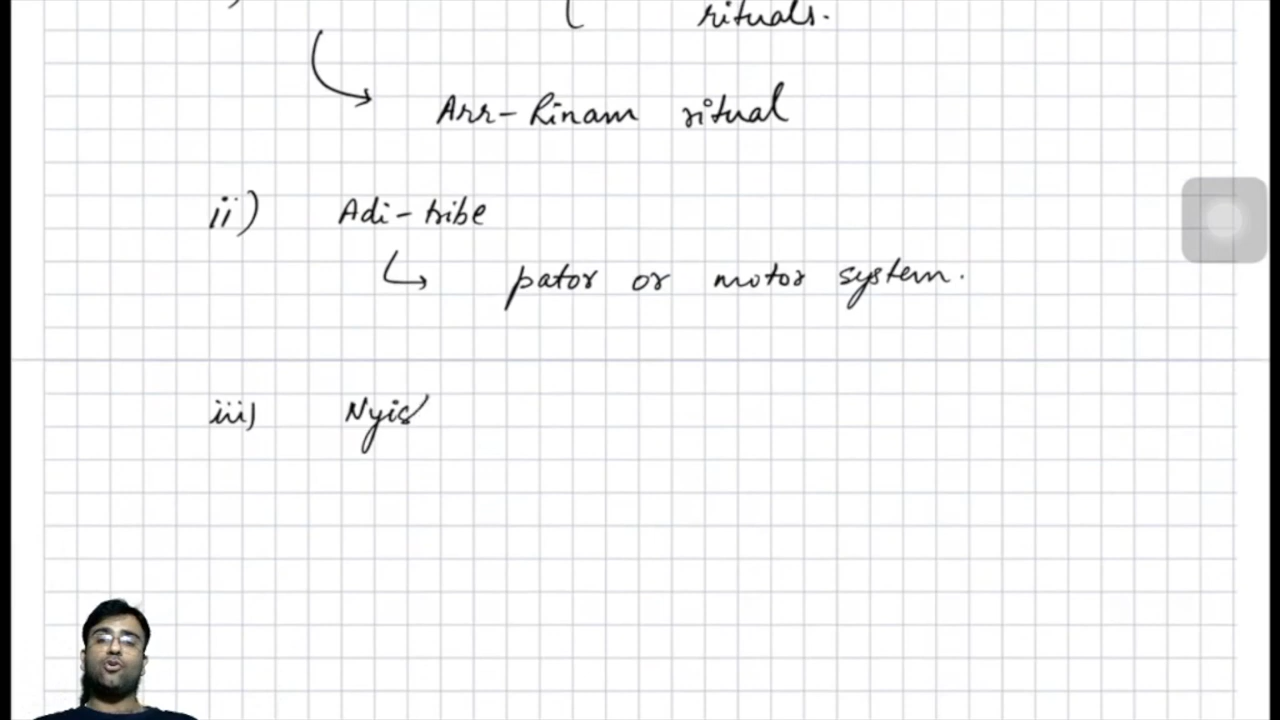 rituals.
Arr-Rinam ritual
ii) Adi-tribe
pator or motor system.
iii) Nyis